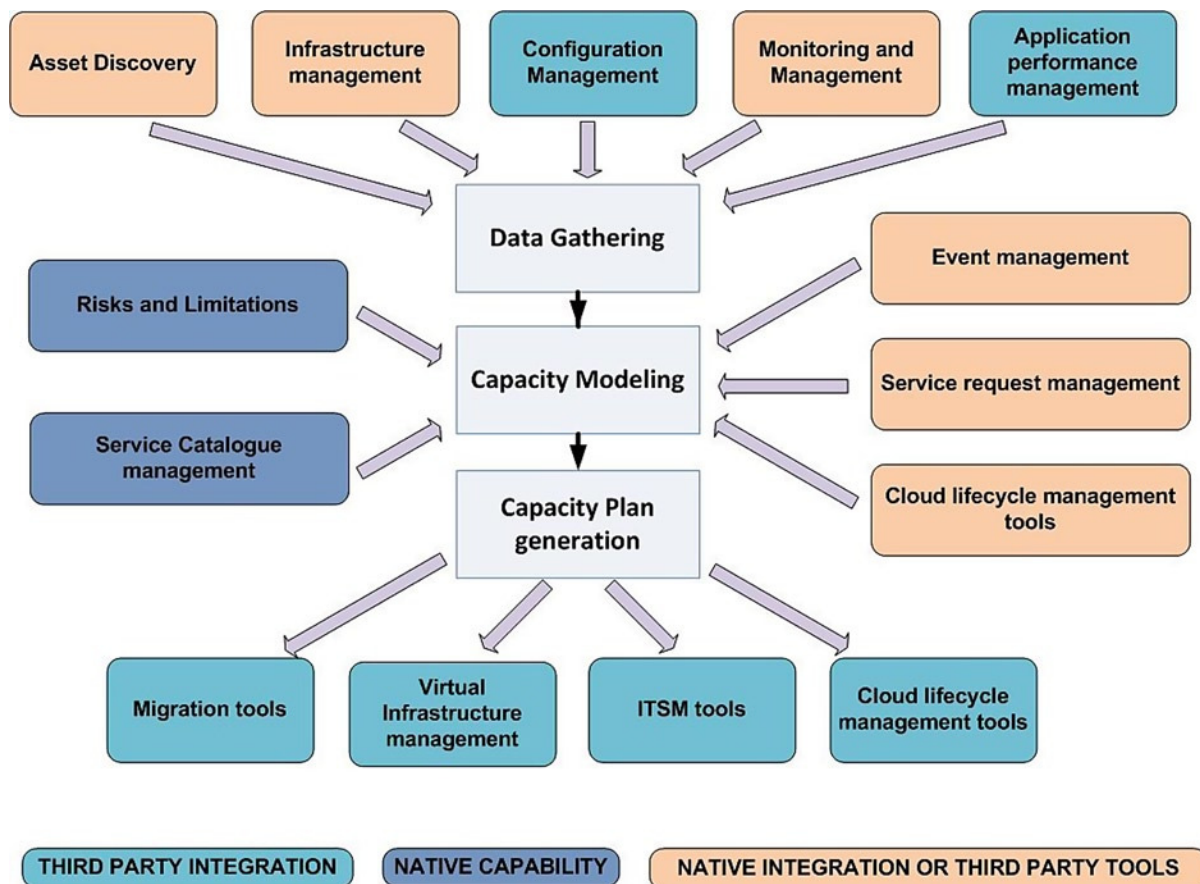 Asset Discovery
Infrastructure
management
Configuration
Management
Monitoring and
Management
Application
performance
management
Data Gathering
Risks and Limitations
Event management
Capacity Modeling
Service request management
Service Catalogue
management
Cloud lifecycle management
tools
Capacity Plan
generation
Migration tools
Virtual
Infrastructure
management
ITSM tools
Cloud lifecycle
management tools
THIRD PARTY INTEGRATION
NATIVE CAPABILITY
NATIVE INTEGRATION OR THIRD PARTY TOOLS